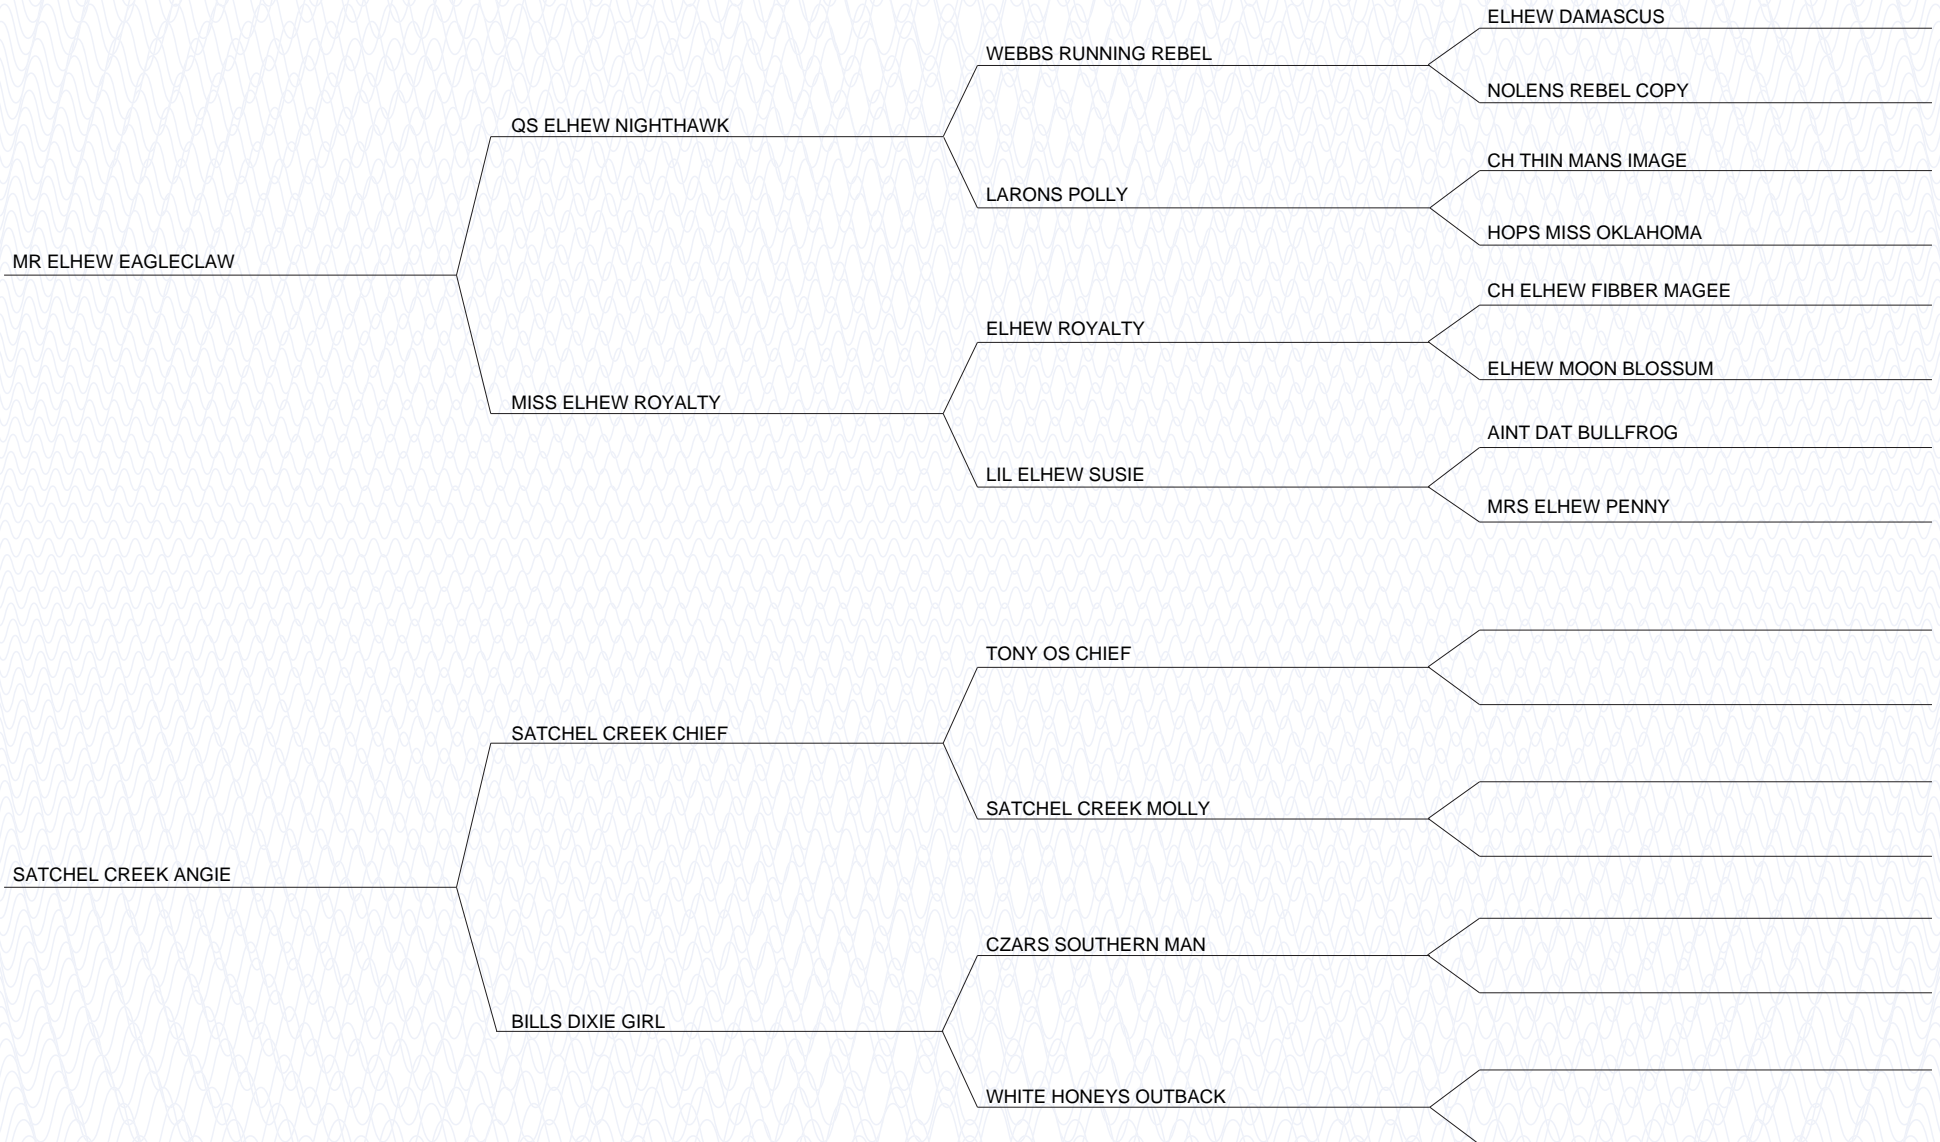 ELHEW DAMASCUS
WEBBS RUNNING REBEL
NOLENS REBEL COPY
QS ELHEW NIGHTHAWK
CH THIN MANS IMAGE
LARONS POLLY
HOPS MISS OKLAHOMA
MR ELHEW EAGLECLAW
CH ELHEW FIBBER MAGEE
ELHEW ROYALTY
ELHEW MOON BLOSSUM
MISS ELHEW ROYALTY
AINT DAT BULLFROG
LIL ELHEW SUSIE
MRS ELHEW PENNY
TONY OS CHIEF
SATCHEL CREEK CHIEF
SATCHEL CREEK MOLLY
SATCHEL CREEK ANGIE
CZARS SOUTHERN MAN
BILLS DIXIE GIRL
WHITE HONEYS OUTBACK